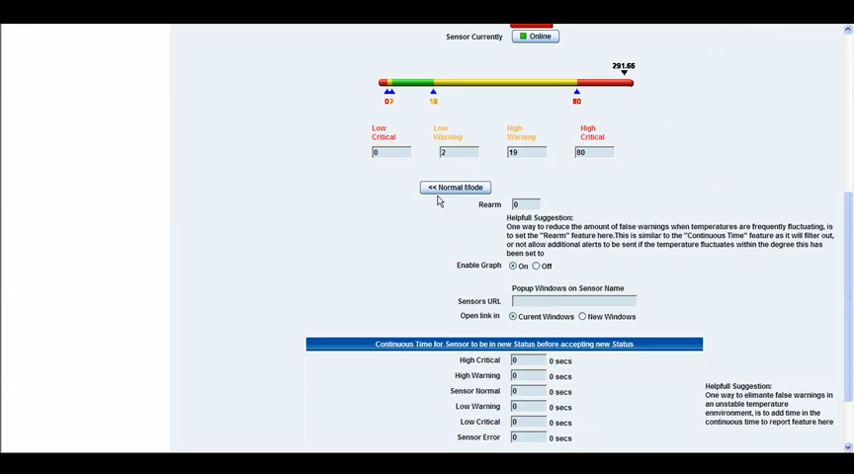 Sensor Currently
Online
291.66
0 2 19 80
Low Critical
Low Warning
High Warning
High Critical
0 2 19 80
<< Normal Mode
Rearm 0
Helpfull Suggestion:
One way to reduce the amount of false warnings when temperatures are frequently fluctuating, is
to set the "Rearm" feature here.This is similar to the "Continuous Time" feature as it will filter out,
or not allow additional alerts to be sent if the temperature fluctuates within the degree this has
been set to
Enable Graph On Off
Popup Windows on Sensor Name
Sensors URL
Open link in Curent Windows New Windows
Continuous Time for Sensor to be in new Status before accepting new Status
High Critical 0 0 secs
High Warning 0 0 secs
Sensor Normal 0 0 secs
Low Warning 0 0 secs
Low Critical 0 0 secs
Sensor Error 0 0 secs
Helpfull Suggestion:
One way to elimante false warnings in
an unstable temperature
enmvironment, is to add time in the
continuous time to report feature here